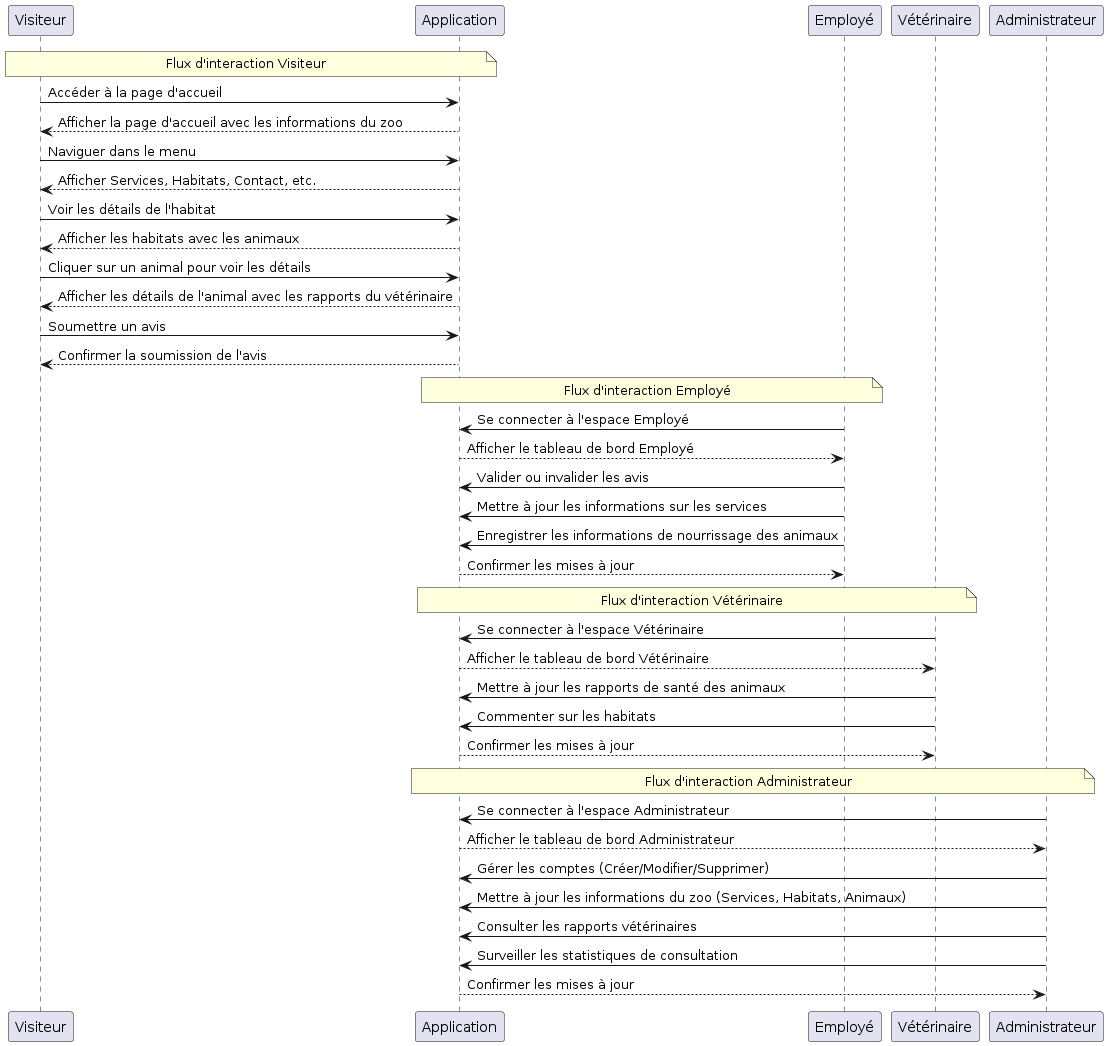 Visiteur
Application
Employé
Vétérinaire
Administrateur
Flux d'interaction Visiteur
Accéder à la page d'accueil
Afficher la page d'accueil avec les informations du zoo
Naviguer dans le menu
Afficher Services, Habitats, Contact, etc.
Voir les détails de l'habitat
Afficher les habitats avec les animaux
Cliquer sur un animal pour voir les détails
Afficher les détails de l'animal avec les rapports du vétérinaire
Soumettre un avis
Confirmer la soumission de l'avis
Flux d'interaction Employé
Se connecter à l'espace Employé
Afficher le tableau de bord Employé
Valider ou invalider les avis
Mettre à jour les informations sur les services
Enregistrer les informations de nourrissage des animaux
Confirmer les mises à jour
Flux d'interaction Vétérinaire
Se connecter à l'espace Vétérinaire
Afficher le tableau de bord Vétérinaire
Mettre à jour les rapports de santé des animaux
Commenter sur les habitats
Confirmer les mises à jour
Flux d'interaction Administrateur
Se connecter à l'espace Administrateur
Afficher le tableau de bord Administrateur
Gérer les comptes (Créer/Modifier/Supprimer)
Mettre à jour les informations du zoo (Services, Habitats, Animaux)
Consulter les rapports vétérinaires
Surveiller les statistiques de consultation
Confirmer les mises à jour
Visiteur
Application
Employé
Vétérinaire
Administrateur